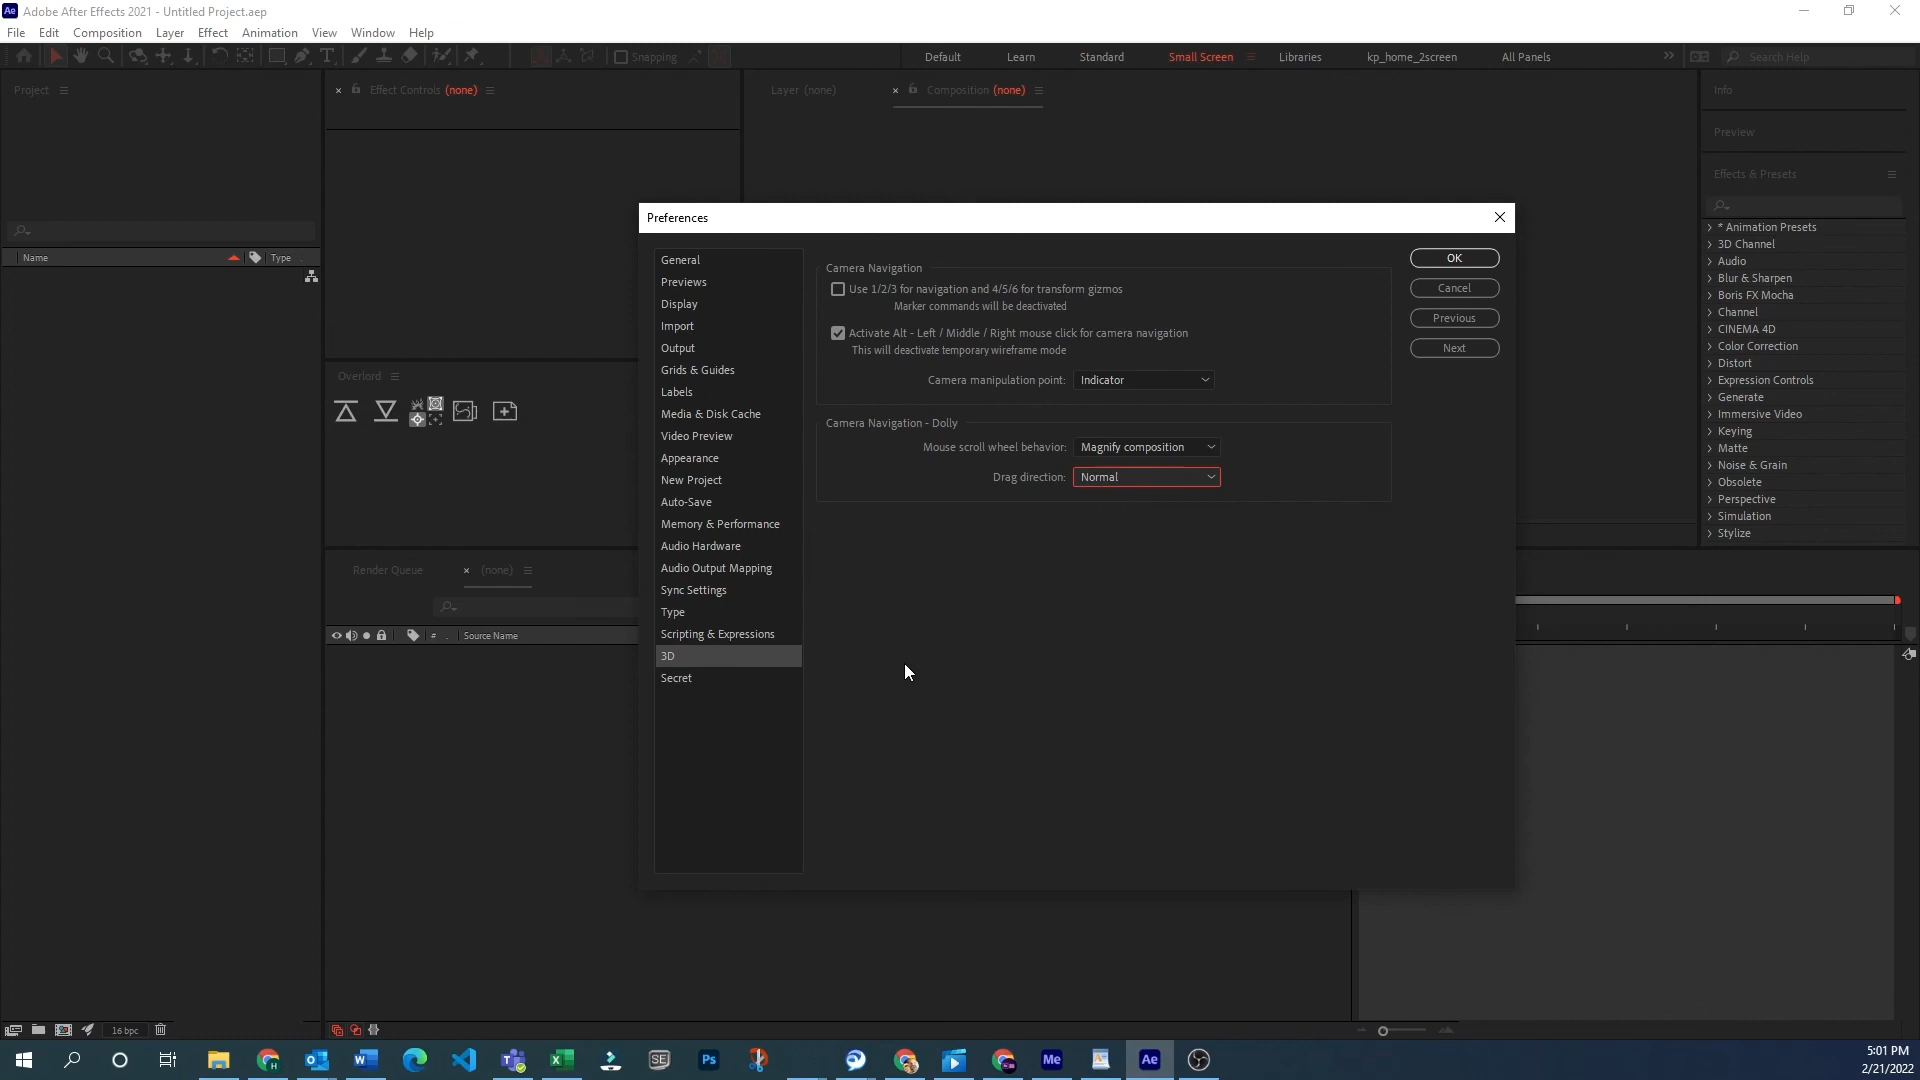 Ae Adobe After Effects 2021 - Untitled Project.aep
File Edit Composition Layer Effect Animation View Window Help
Snapping Default Learn Standard Small Screen Libraries kp_home_2screen All Panels Search Help
Project
Effect Controls (none)
Layer (none)
Composition (none)
Info
Preview
Effects & Presets
* Animation Presets
3D Channel
Audio
Blur & Sharpen
Boris FX Mocha
Channel
CINEMA 4D
Color Correction
Distort
Expression Controls
Generate
Immersive Video
Keying
Matte
Noise & Grain
Obsolete
Perspective
Simulation
Stylize
Name Type
Overlord
Render Queue (none)
# Source Name
Preferences
General
Previews
Display
Import
Output
Grids & Guides
Labels
Media & Disk Cache
Video Preview
Appearance
New Project
Auto-Save
Memory & Performance
Audio Hardware
Audio Output Mapping
Sync Settings
Type
Scripting & Expressions
3D
Secret
Camera Navigation
Use 1/2/3 for navigation and 4/5/6 for transform gizmos
Marker commands will be deactivated
Activate Alt - Left / Middle / Right mouse click for camera navigation
This will deactivate temporary wireframe mode
Camera manipulation point: Indicator
Camera Navigation - Dolly
Mouse scroll wheel behavior: Magnify composition
Drag direction: Normal
OK
Cancel
Previous
Next
16 bpc
SE Ps Me Ae
5:01 PM
2/21/2022